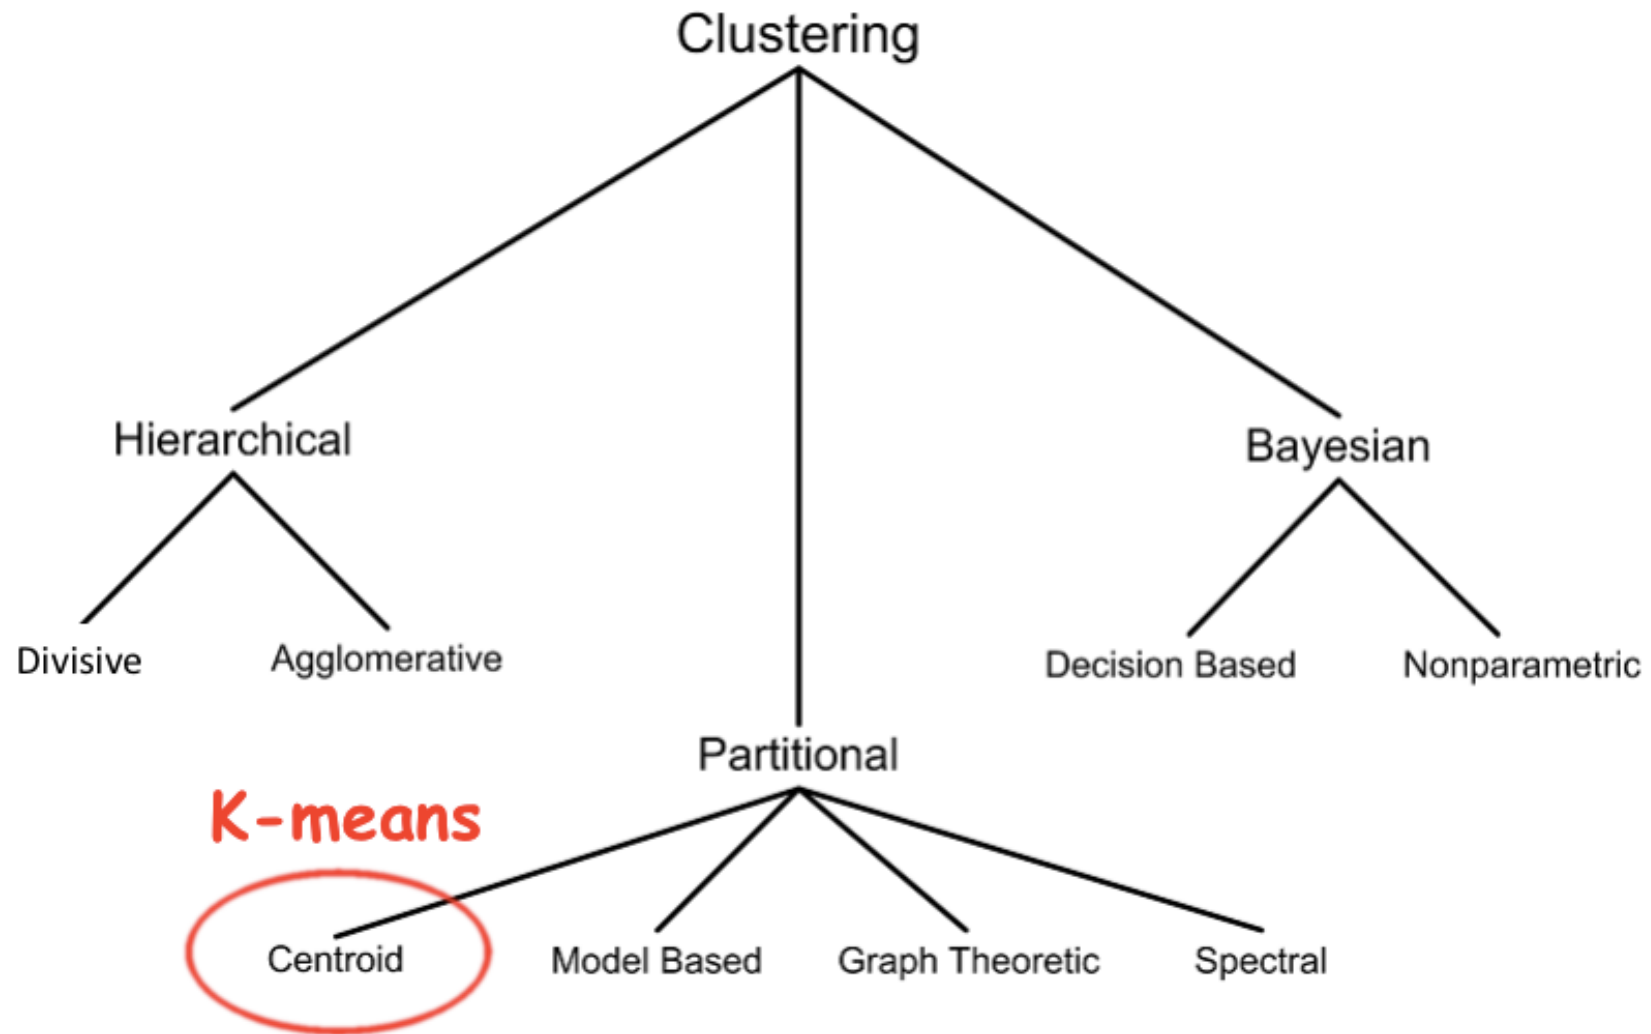 Clustering
Hierarchical
Bayesian
Divisive
Agglomerative
Decision Based
Nonparametric
Partitional
K-means
Centroid
Model Based
Graph Theoretic
Spectral